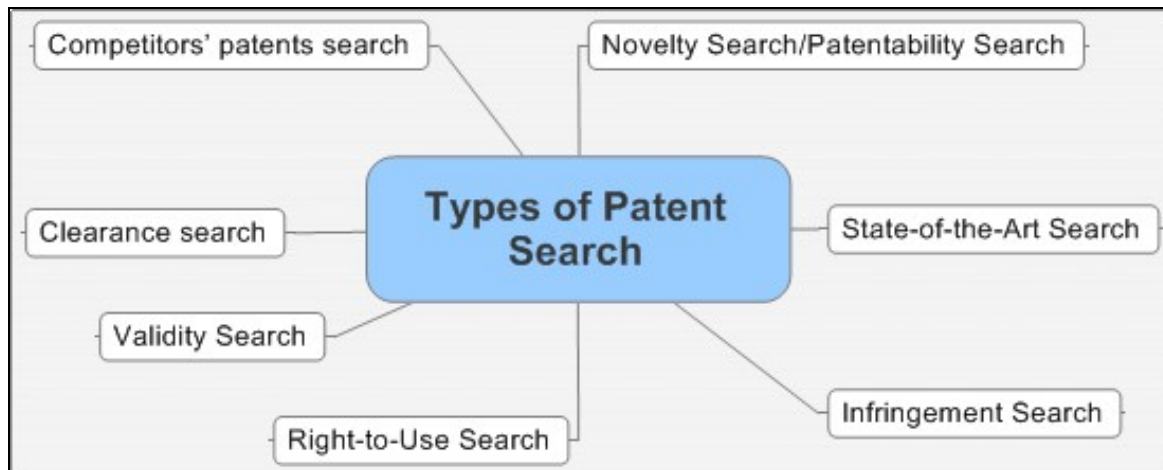 Competitors' patents search
Novelty Search/Patentability Search
Types of Patent
Search
Clearance search
State-of-the-Art Search
Validity Search
Infringement Search
Right-to-Use Search